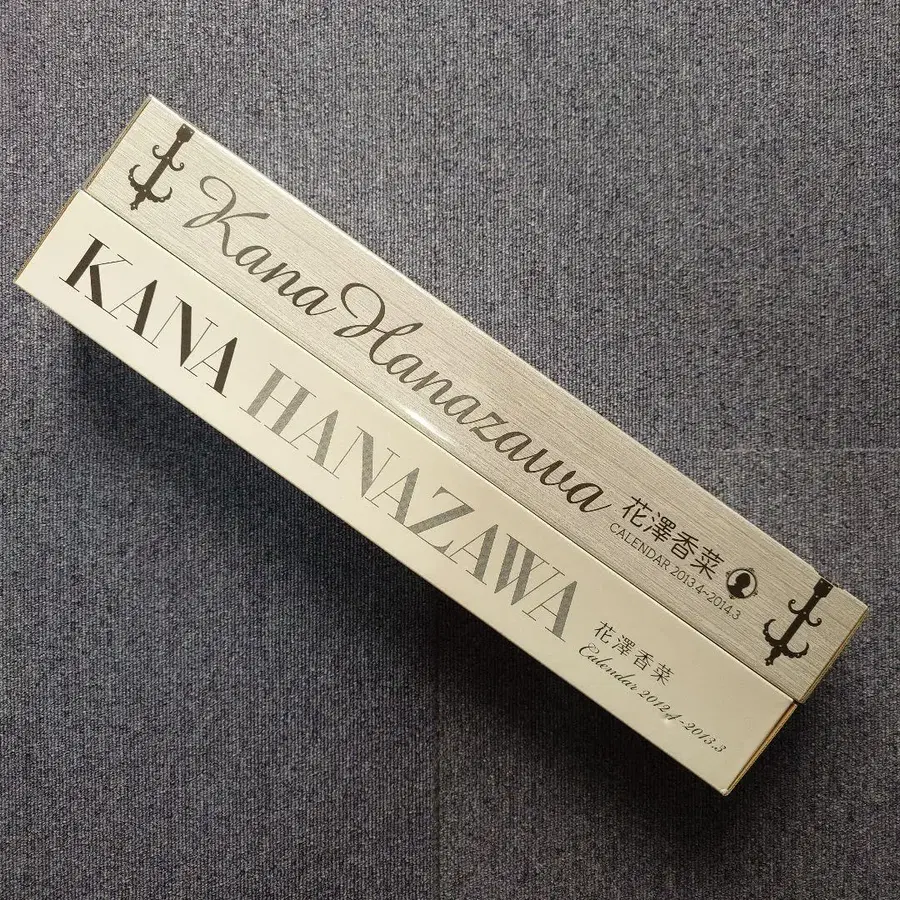 Kana Hanazawa
花澤香菜
CALENDAR 2013.4~2014.3
KANA HANAZAWA
花澤香菜
Calendar 2012.4~2013.3